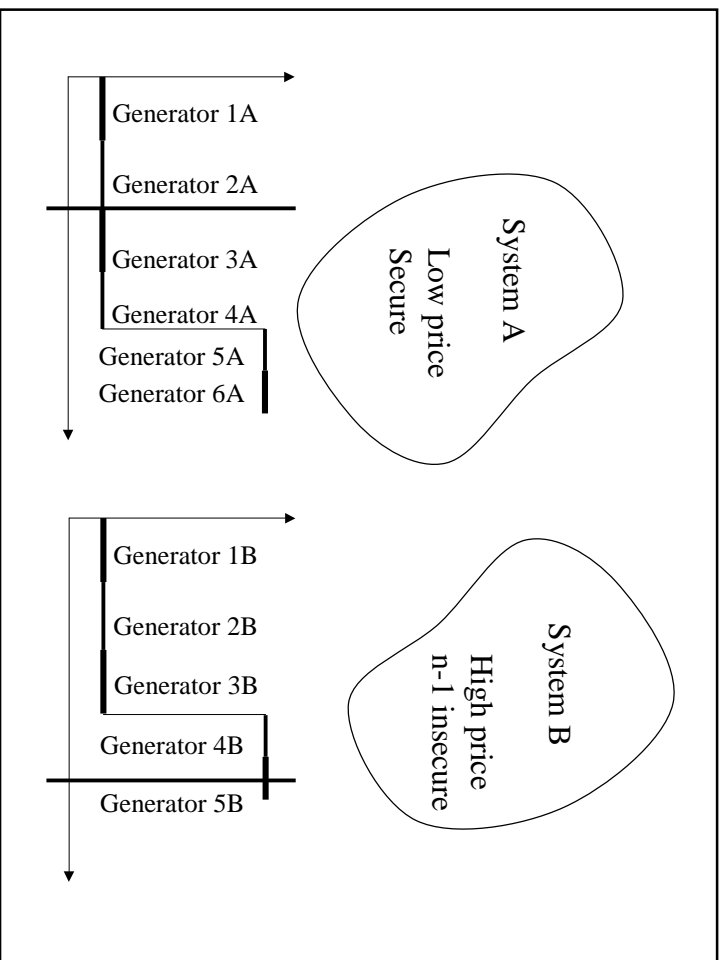 Generator 1A
Generator 2A
Generator 3A
Generator 4A
Generator 5A
Generator 6A
System A
Low price
Secure
Generator 1B
Generator 2B
Generator 3B
Generator 4B
Generator 5B
System B
High price
n-1 insecure